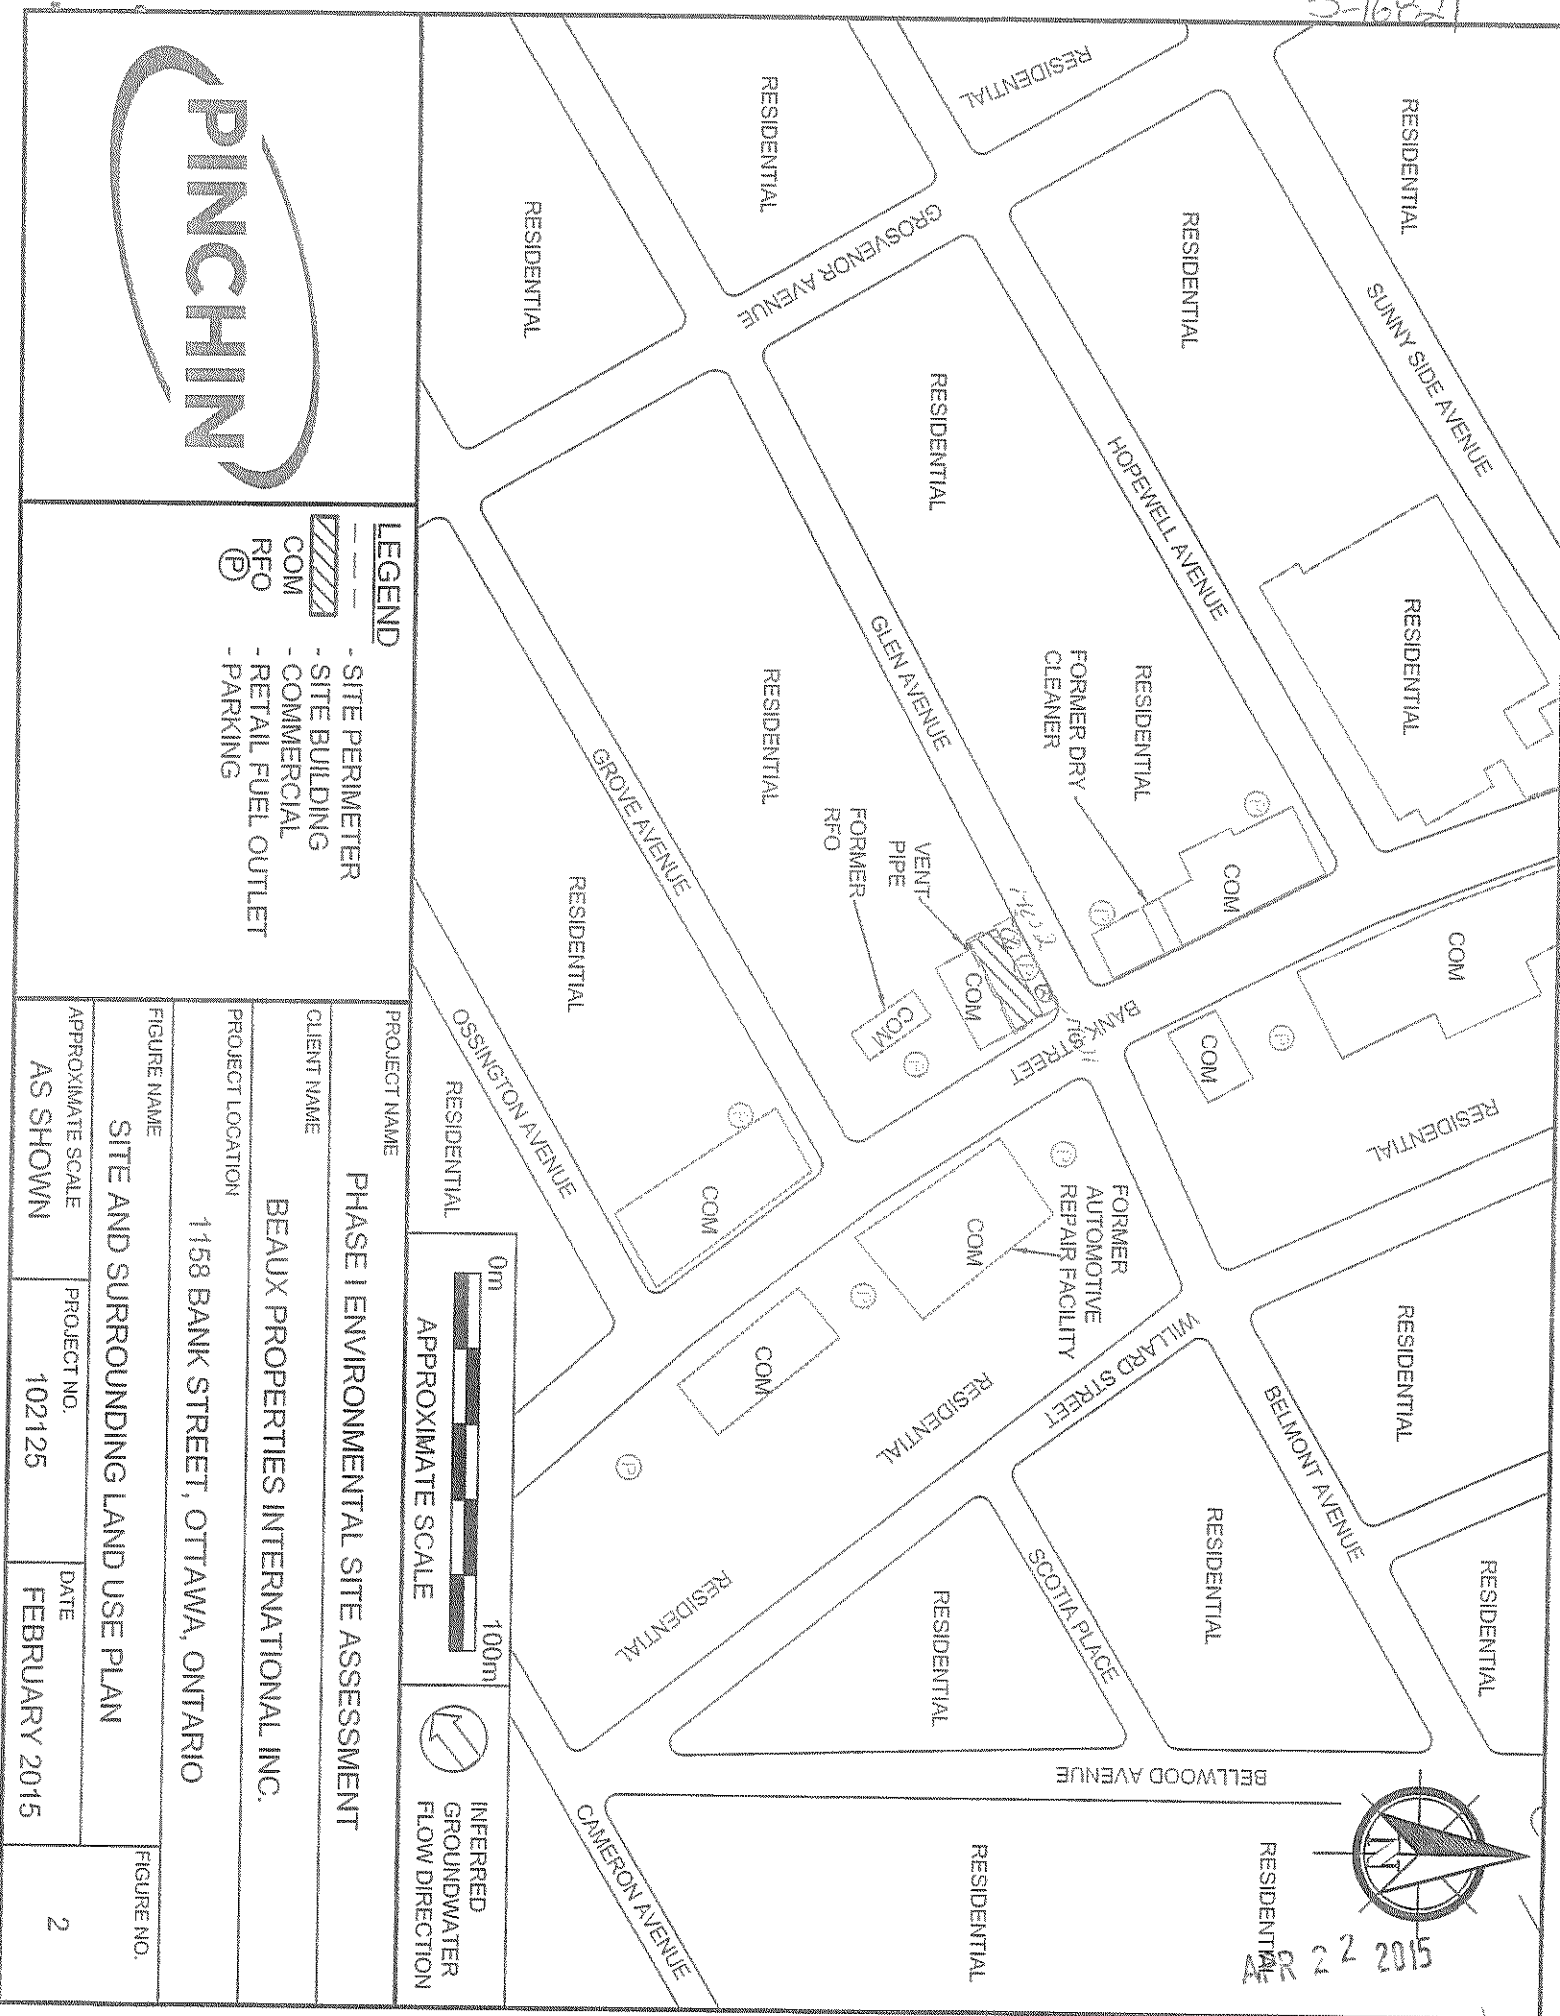 RESIDENTIAL
RESIDENTIAL
RESIDENTIAL
RESIDENTIAL
SUNNY SIDE AVENUE
RESIDENTIAL
GROSVENOR AVENUE
RESIDENTIAL
HOPEWELL AVENUE
RESIDENTIAL
RESIDENTIAL
GLEN AVENUE
FORMER DRY
CLEANER
RESIDENTIAL
P
COM
P
RESIDENTIAL
GROVE AVENUE
VENT
PIPE
FORMER
RFO
COM
COM
P
P
BANK STREET
COM
COM
P
RESIDENTIAL
RESIDENTIAL
OSSINGTON AVENUE
RESIDENTIAL
P
COM
P
FORMER
AUTOMOTIVE
REPAIR FACILITY
COM
P
COM
P
WILLARD STREET
RESIDENTIAL
RESIDENTIAL
RESIDENTIAL
BELMONT AVENUE
RESIDENTIAL
SCOTIA PLACE
RESIDENTIAL
RESIDENTIAL
BELLWOOD AVENUE
CAMERON AVENUE
RESIDENTIAL
RESIDENTIAL
N
APR 22 2015
0m
100m
APPROXIMATE SCALE
INFERRED
GROUNDWATER
FLOW DIRECTION
PINCHIN
LEGEND
- SITE PERIMETER
- SITE BUILDING
COM - COMMERCIAL
RFO - RETAIL FUEL OUTLET
P - PARKING
PROJECT NAME
PHASE I ENVIRONMENTAL SITE ASSESSMENT
CLIENT NAME
BEAUX PROPERTIES INTERNATIONAL INC.
PROJECT LOCATION
1158 BANK STREET, OTTAWA, ONTARIO
FIGURE NAME
SITE AND SURROUNDING LAND USE PLAN
APPROXIMATE SCALE
AS SHOWN
PROJECT NO.
102125
DATE
FEBRUARY 2015
FIGURE NO.
2